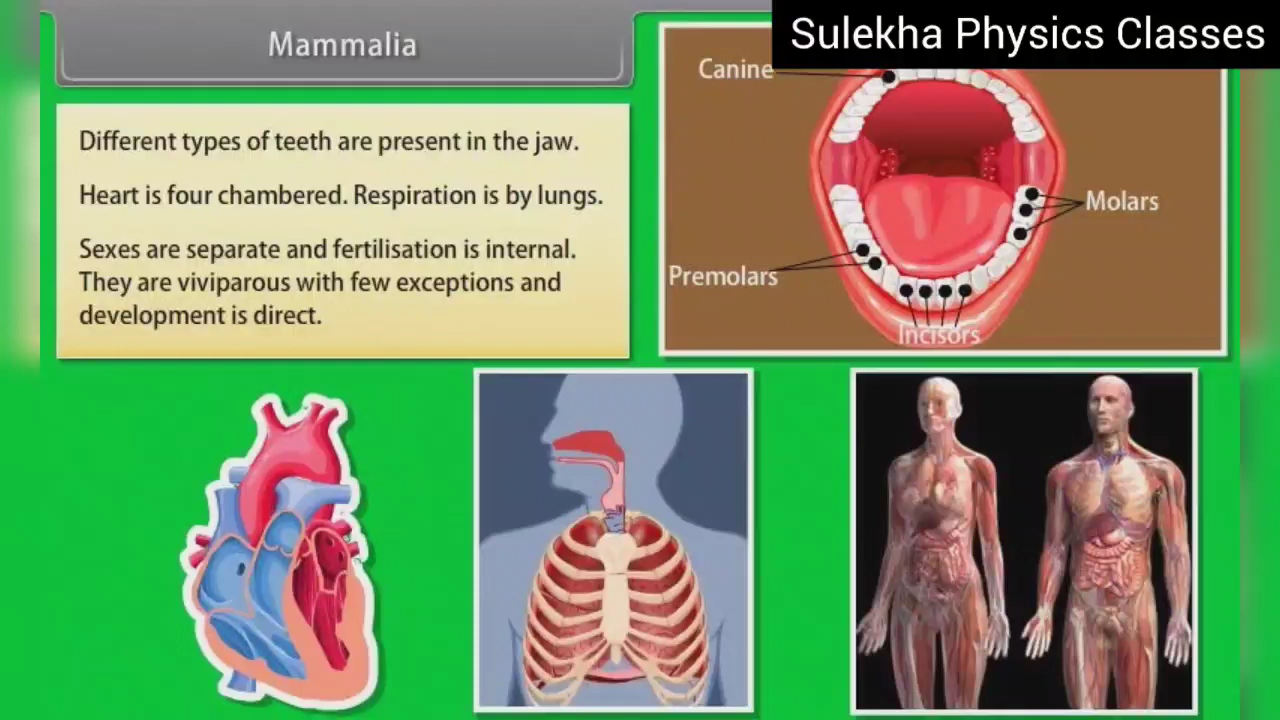 Mammalia
Sulekha Physics Classes
Different types of teeth are present in the jaw.
Heart is four chambered. Respiration is by lungs.
Sexes are separate and fertilisation is internal.
They are viviparous with few exceptions and
development is direct.
Canine
Molars
Premolars
Incisors